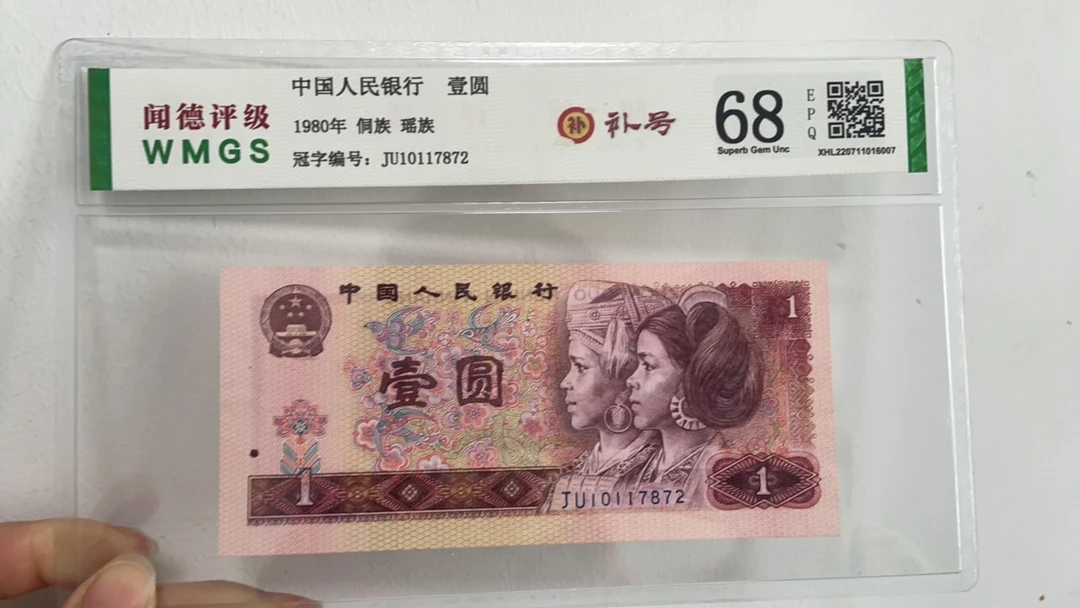 中国人民银行 壹圆
闻德评级
WMGS
1980年 侗族 瑶族
冠字编号：JU10117872
补 补号
68
Superb Gem Unc
EPQ
XHL220711016007
中国人民银行
1
壹圆
1
JU10117872
1